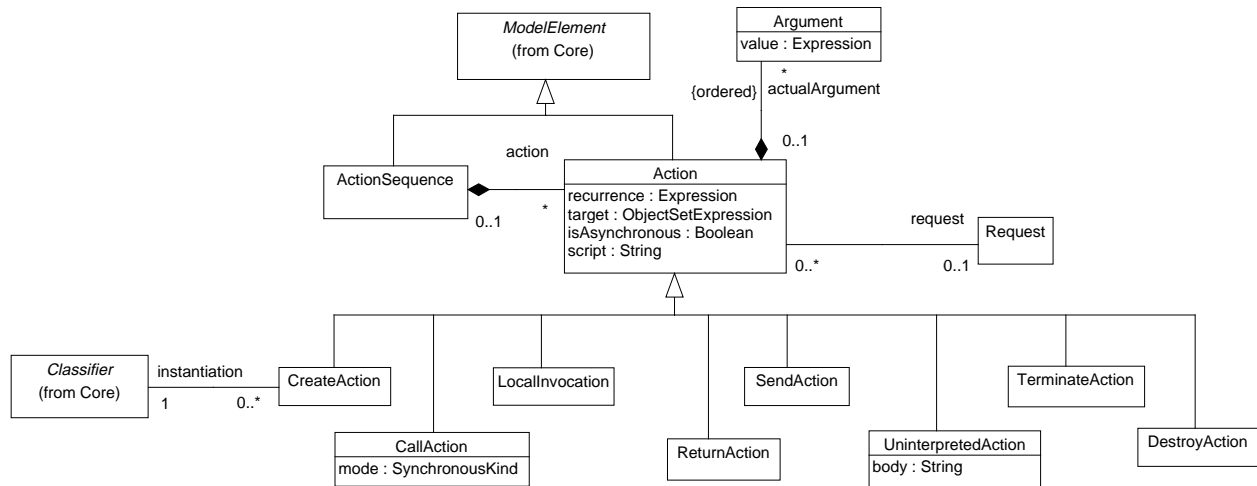 ModelElement
(from Core)
Argument
value : Expression
*
{ordered}
actualArgument
0..1
action
ActionSequence
0..1
*
Action
recurrence : Expression
target : ObjectSetExpression
isAsynchronous : Boolean
script : String
request
Request
0..*
0..1
Classifier
(from Core)
instantiation
1
0..*
CreateAction
LocalInvocation
SendAction
TerminateAction
CallAction
mode : SynchronousKind
ReturnAction
UninterpretedAction
body : String
DestroyAction